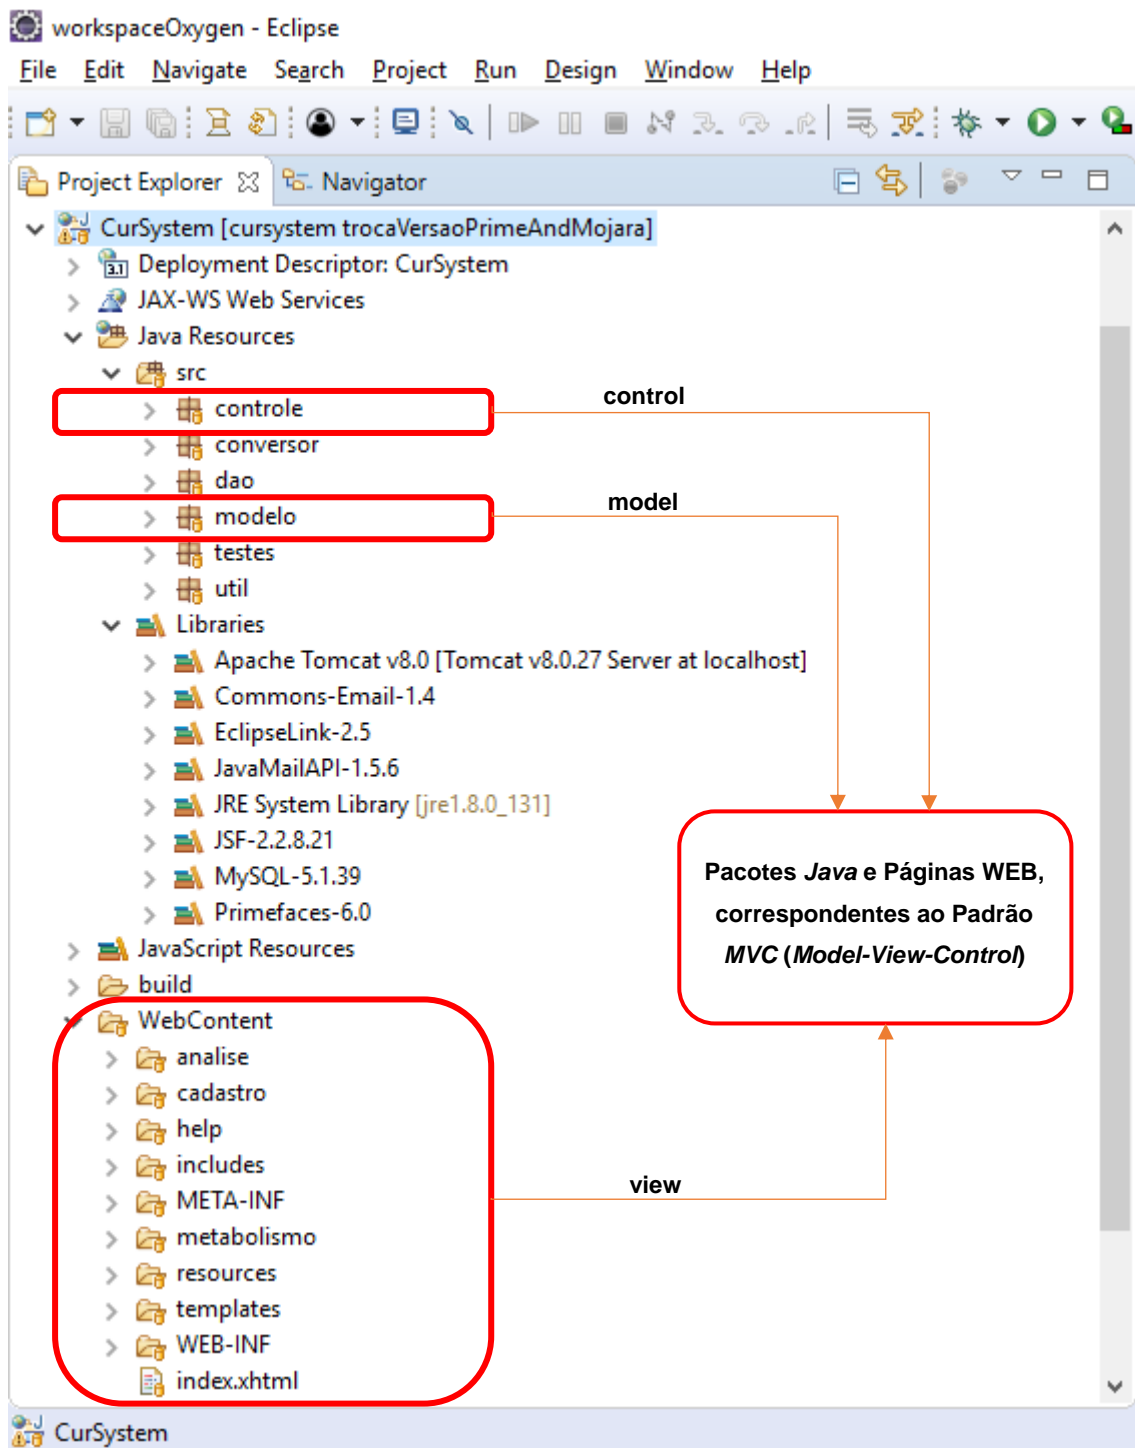 workspaceOxygen - Eclipse
File Edit Navigate Search Project Run Design Window Help
Project Explorer Navigator
CurSystem [cursystem trocaVersaoPrimeAndMojara]
3.1 Deployment Descriptor: CurSystem
JAX-WS Web Services
Java Resources
src
controle
control
conversor
dao
modelo
model
testes
util
Libraries
Apache Tomcat v8.0 [Tomcat v8.0.27 Server at localhost]
Commons-Email-1.4
EclipseLink-2.5
JavaMailAPI-1.5.6
JRE System Library [jre1.8.0_131]
JSF-2.2.8.21
MySQL-5.1.39
Primefaces-6.0
Pacotes Java e Páginas WEB,
correspondentes ao Padrão
MVC (Model-View-Control)
JavaScript Resources
build
WebContent
analise
cadastro
help
includes
META-INF
view
metabolismo
resources
templates
WEB-INF
index.xhtml
CurSystem